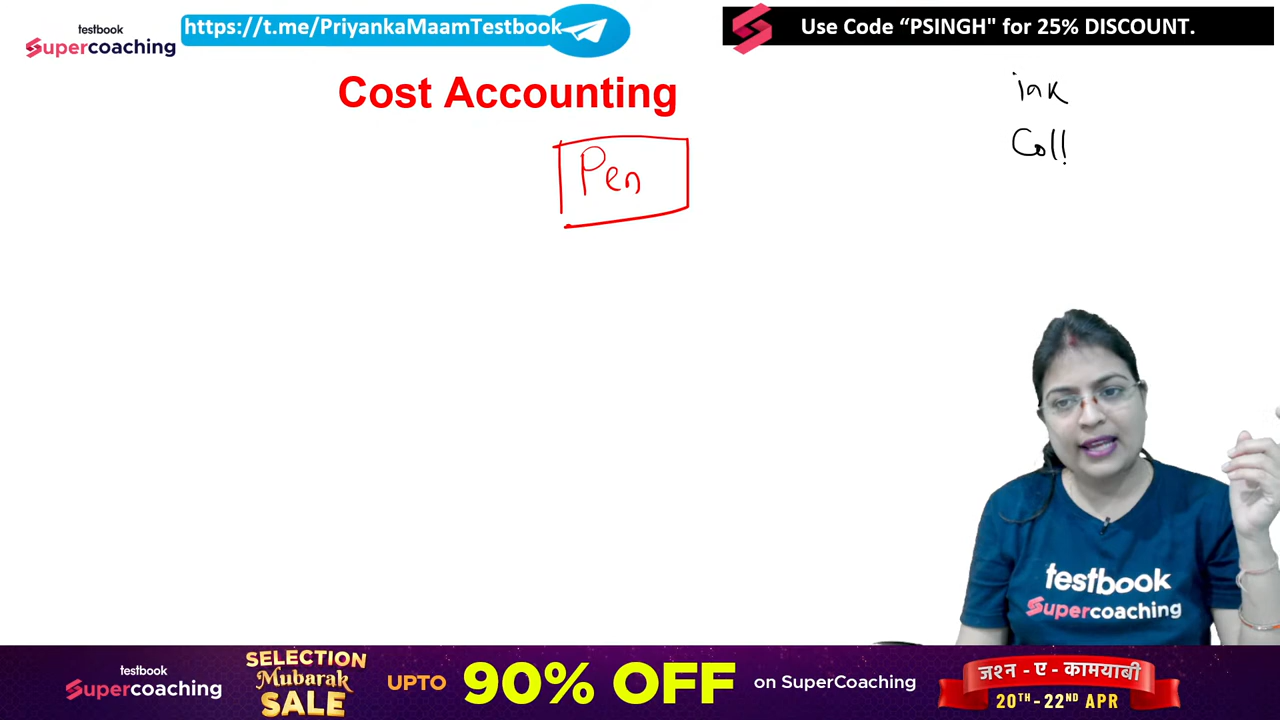 testbook
Supercoaching
https://t.me/PriyankaMaamTestbook
Use Code “PSINGH" for 25% DISCOUNT.
Cost Accounting
ink
Coll
Pen
testbook
Supercoaching
testbook
Supercoaching
SELECTION
Mubarak
SALE
UPTO 90% OFF on SuperCoaching
जश्न - ए - कामयाबी
20TH - 22ND APR